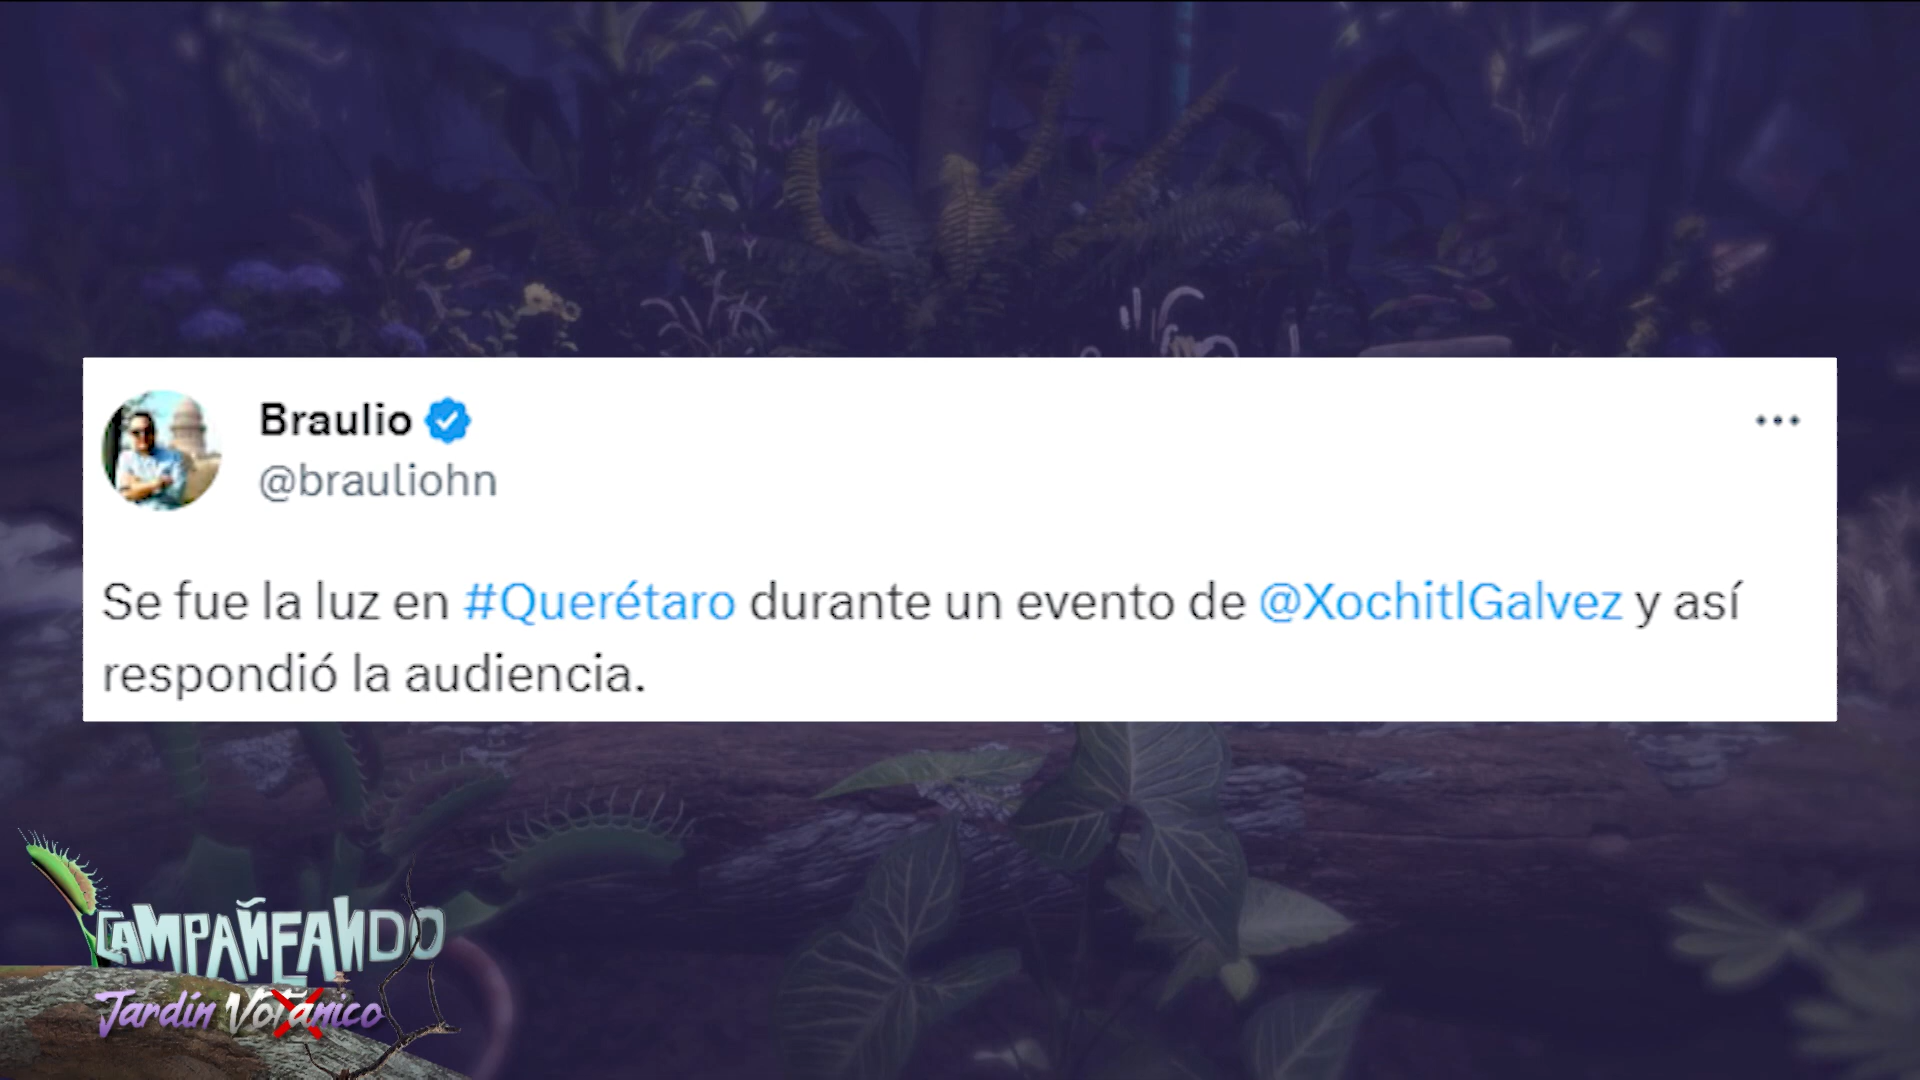 Braulio
@brauliohn
Se fue la luz en #Querétaro durante un evento de @XochitlGalvez y así
respondió la audiencia.
CAMPAÑEANDO
Jardín Votánico